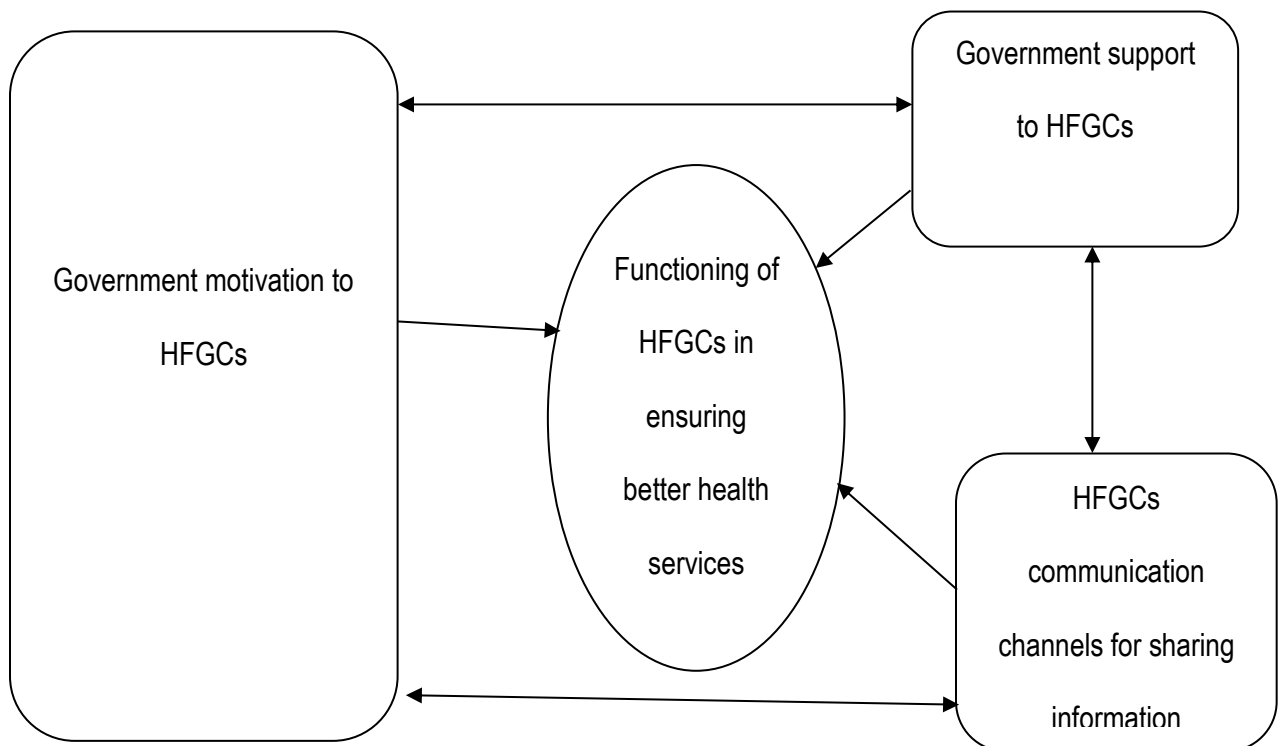 Government support
to HFGCs
Government motivation to
HFGCs
Functioning of
HFGCs in
ensuring
better health
services
HFGCs
communication
channels for sharing
information